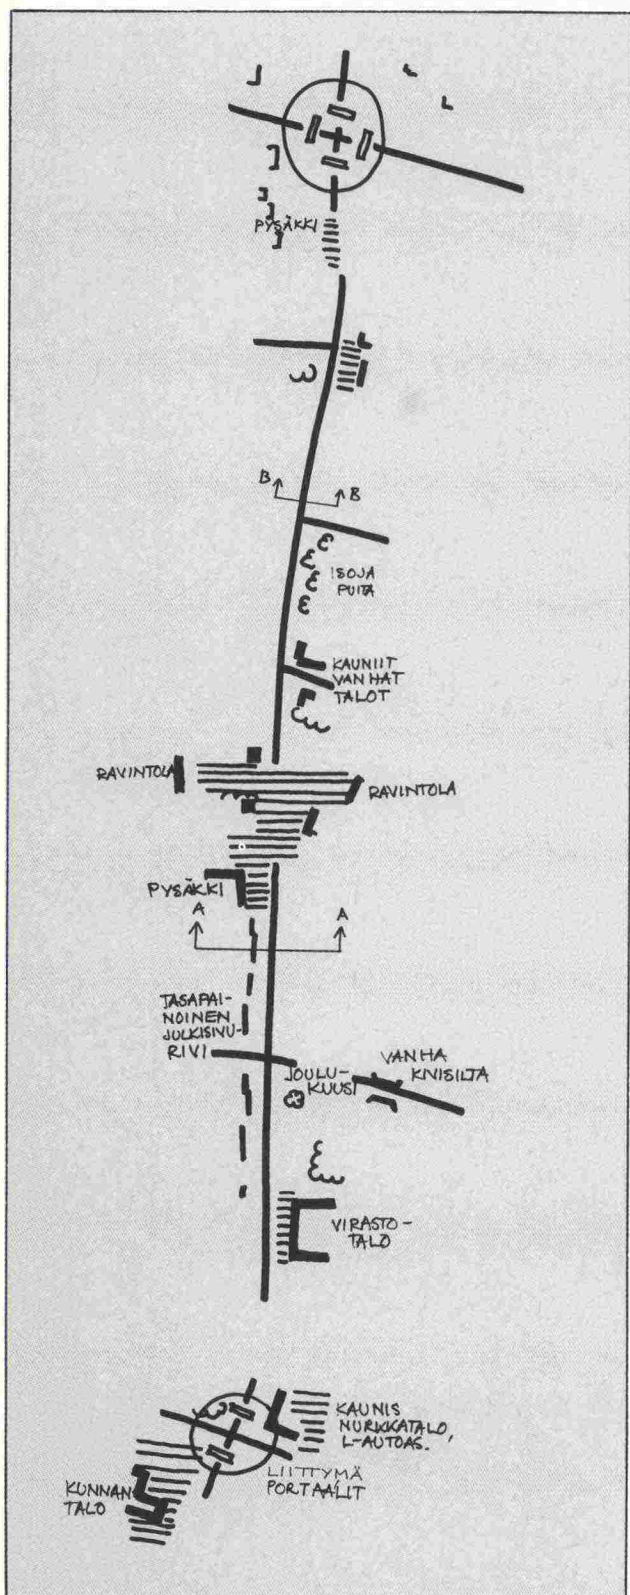 PYSÄKKI
B
B
ISOJA
PUITA
KAUNIIT
VANHAT
TALOT
RAVINTOLA
RAVINTOLA
PYSÄKKI
A
A
TASAPAI-
NOINEN
JULKISIVU-
RIVI
JOULU-
KUUSI
VANHA
KIVISILTA
VIRASTO-
TALO
KAUNIS
NURKKATALO,
L-AUTOAS.
LIITTYMÄ
PORTAALIT
KUNNAN
TALO